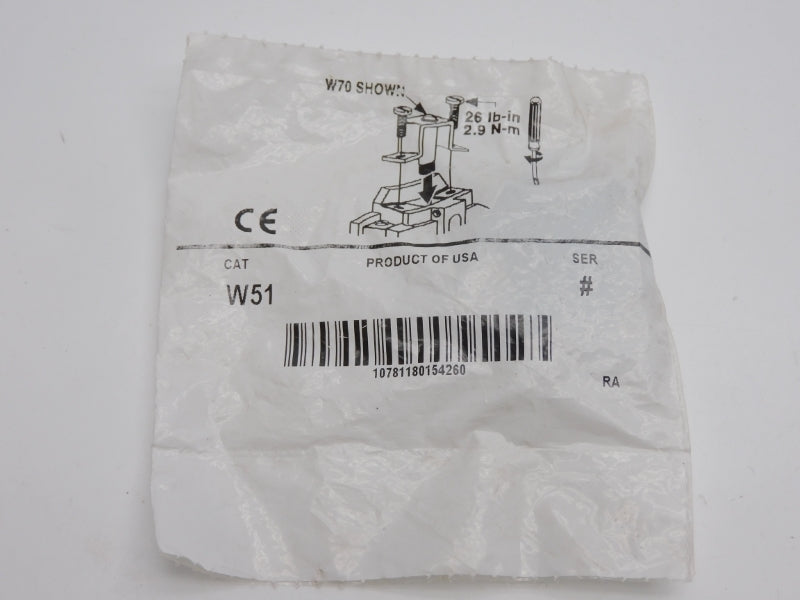 W70 SHOWN
26 lb-in
2.9 N-m
CE
CAT
PRODUCT OF USA
SER
W51
#
10781180154260
RA